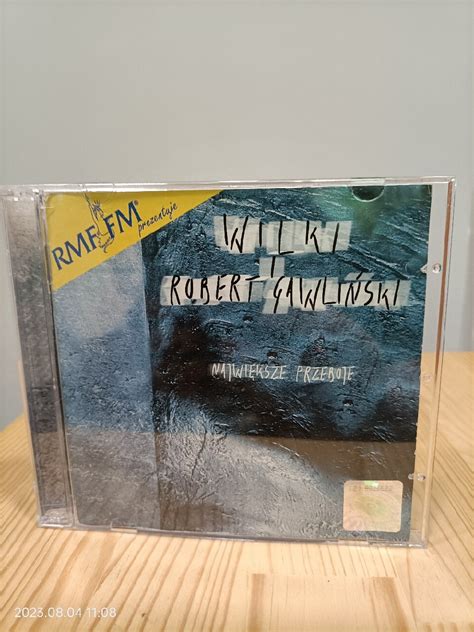 RMF FM®
prezentuje
WILKI
I
ROBERT GAWLIŃSKI
NAJWIĘKSZE PRZEBOJE
2023.08.04 11:08